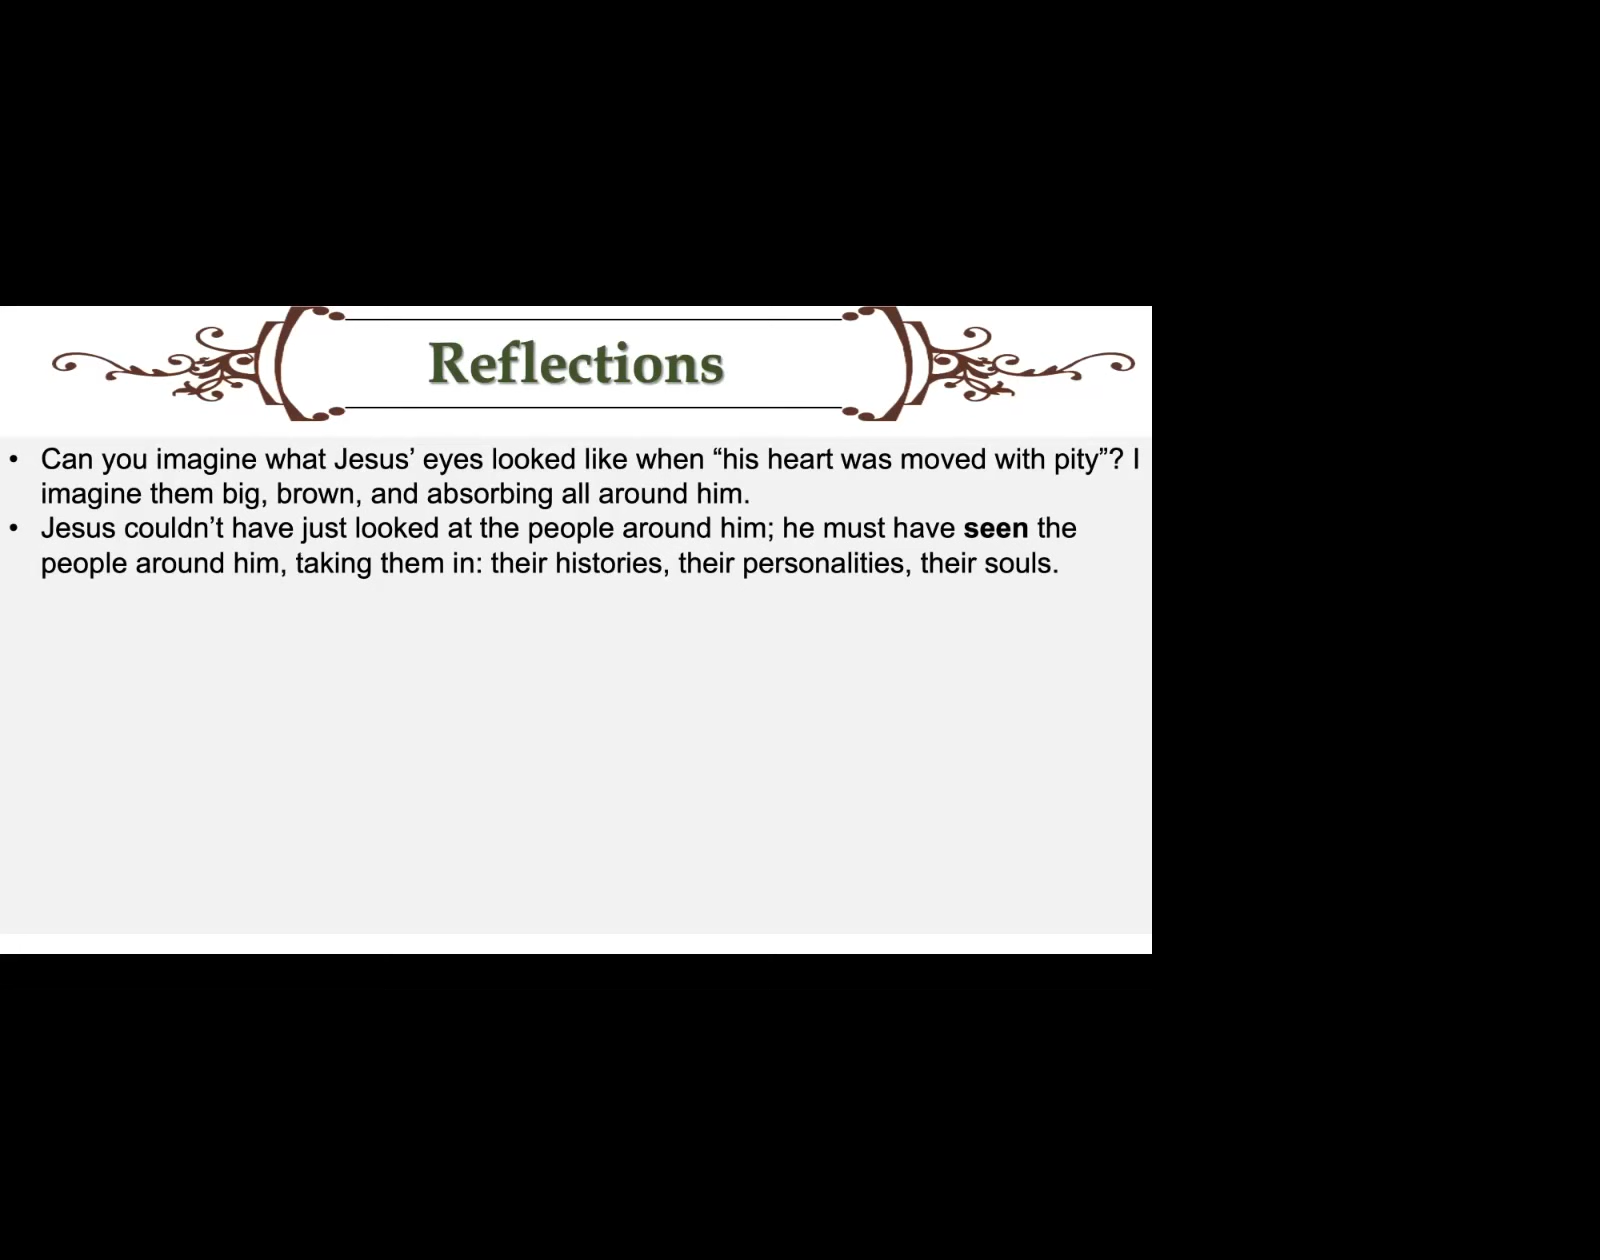 Reflections
• Can you imagine what Jesus’ eyes looked like when “his heart was moved with pity”? I
imagine them big, brown, and absorbing all around him.
• Jesus couldn’t have just looked at the people around him; he must have seen the
people around him, taking them in: their histories, their personalities, their souls.